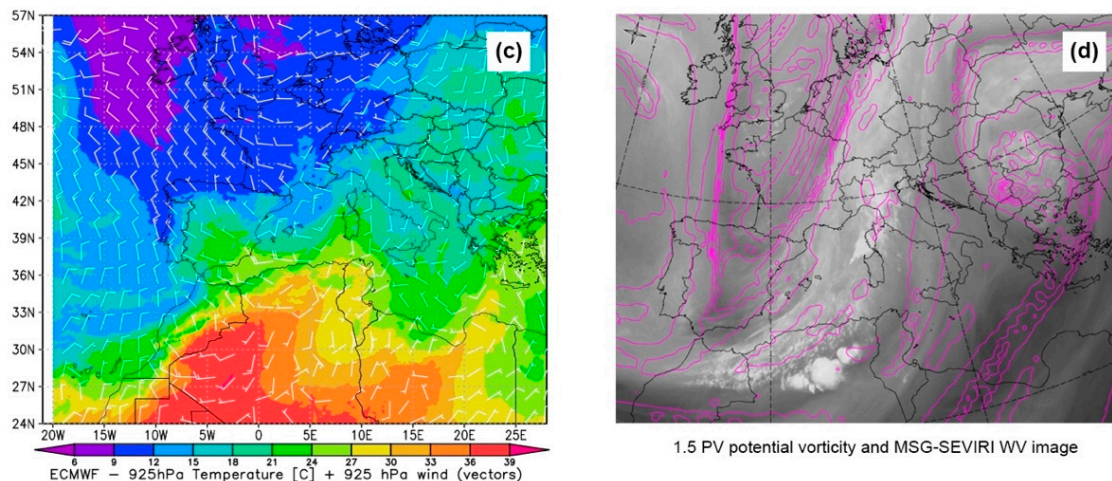 57N
54N
51N
48N
45N
42N
39N
36N
33N
30N
27N
24N
20W 15W 10W 5W 0 5E 10E 15E 20E 25E
6 9 12 15 18 21 24 27 30 33 36 39
ECMWF – 925hPa Temperature [C] + 925 hPa wind (vectors)
(c)
(d)
1.5 PV potential vorticity and MSG-SEVIRI WV image